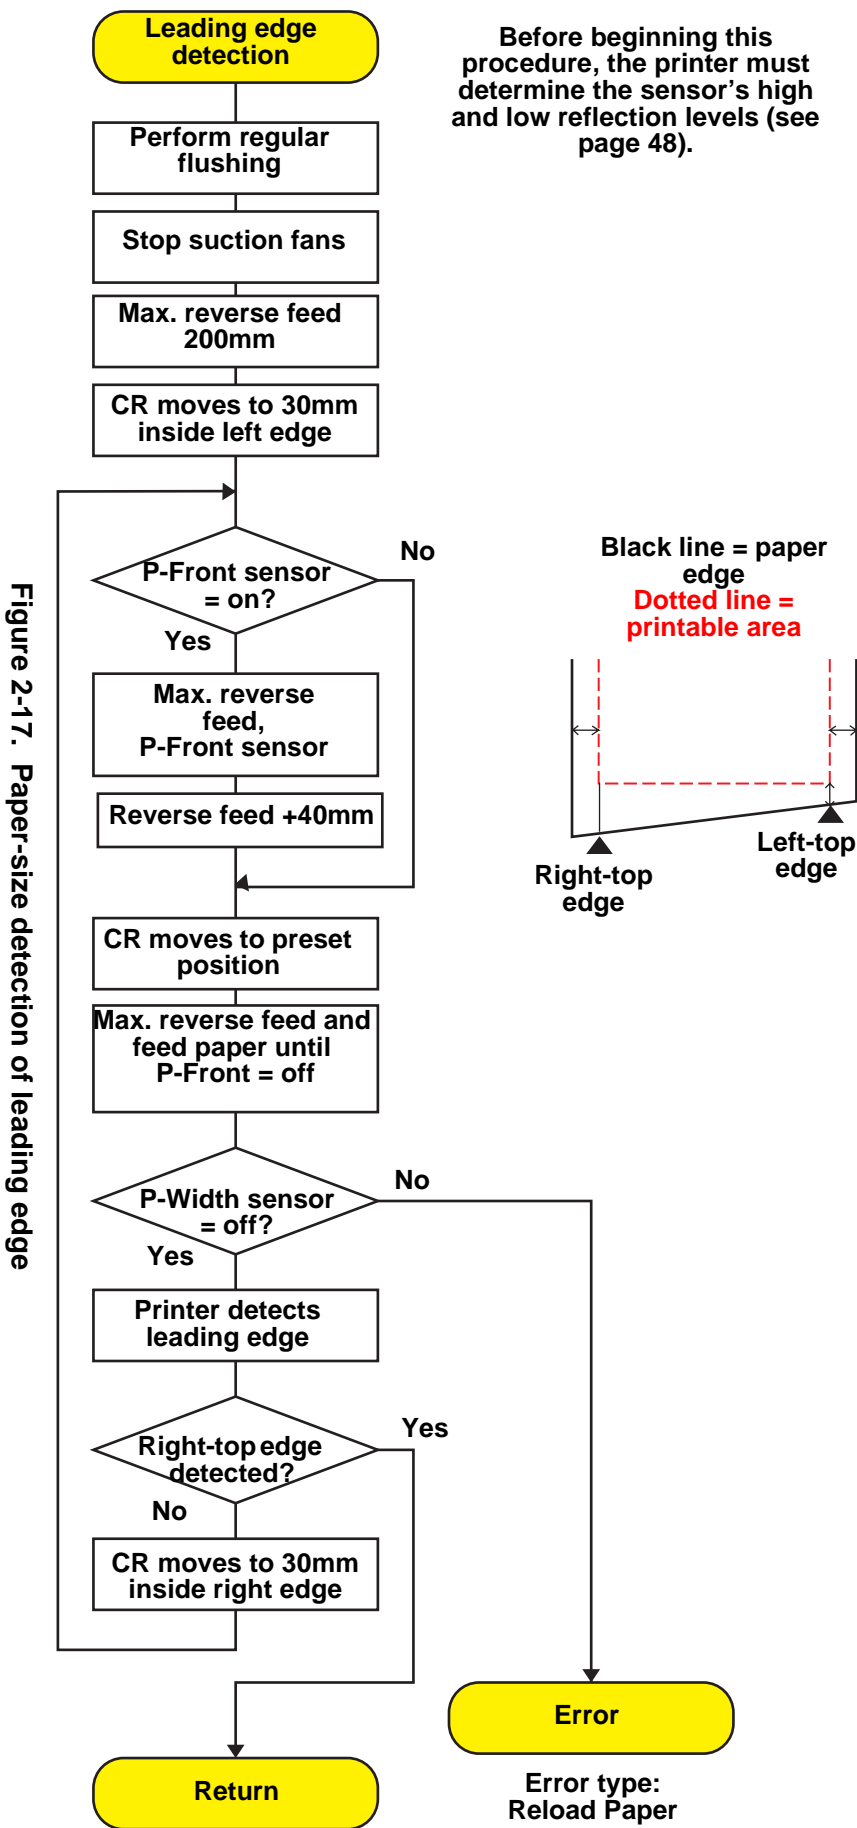 Leading edge
detection
Before beginning this
procedure, the printer must
determine the sensor’s high
and low reflection levels (see
page 48).
Perform regular
flushing
Stop suction fans
Max. reverse feed
200mm
CR moves to 30mm
inside left edge
P-Front sensor
= on?
No
Yes
Max. reverse
feed,
P-Front sensor
Reverse feed +40mm
Black line = paper
edge
Dotted line =
printable area
Right-top
edge
Left-top
edge
CR moves to preset
position
Max. reverse feed and
feed paper until
P-Front = off
P-Width sensor
= off?
No
Yes
Printer detects
leading edge
Right-top edge
detected?
Yes
No
CR moves to 30mm
inside right edge
Error
Error type:
Reload Paper
Return
Figure 2-17. Paper-size detection of leading edge